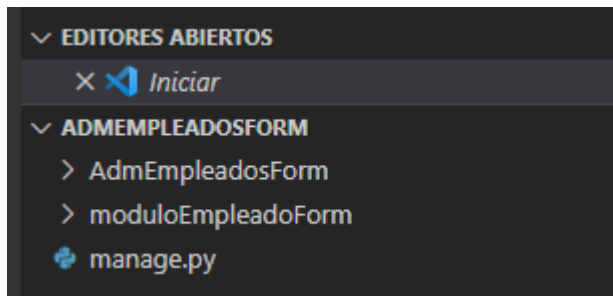 EDITORES ABIERTOS
Iniciar
ADMEMPLEADOSFORM
AdmEmpleadosForm
moduloEmpleadoForm
manage.py